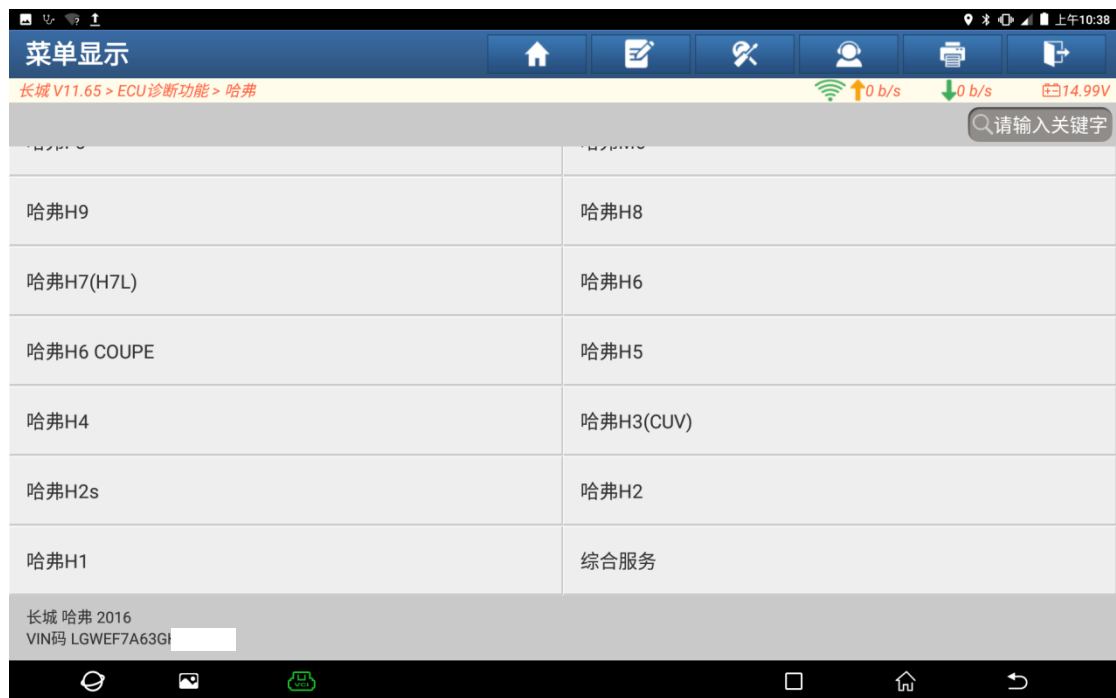 上午10:38
菜单显示
长城 V11.65 > ECU诊断功能 > 哈弗
0 b/s
0 b/s
14.99V
请输入关键字
哈弗H9
哈弗H8
哈弗H7(H7L)
哈弗H6
哈弗H6 COUPE
哈弗H5
哈弗H4
哈弗H3(CUV)
哈弗H2s
哈弗H2
哈弗H1
综合服务
长城 哈弗 2016
VIN码 LGWEF7A63G
VCI